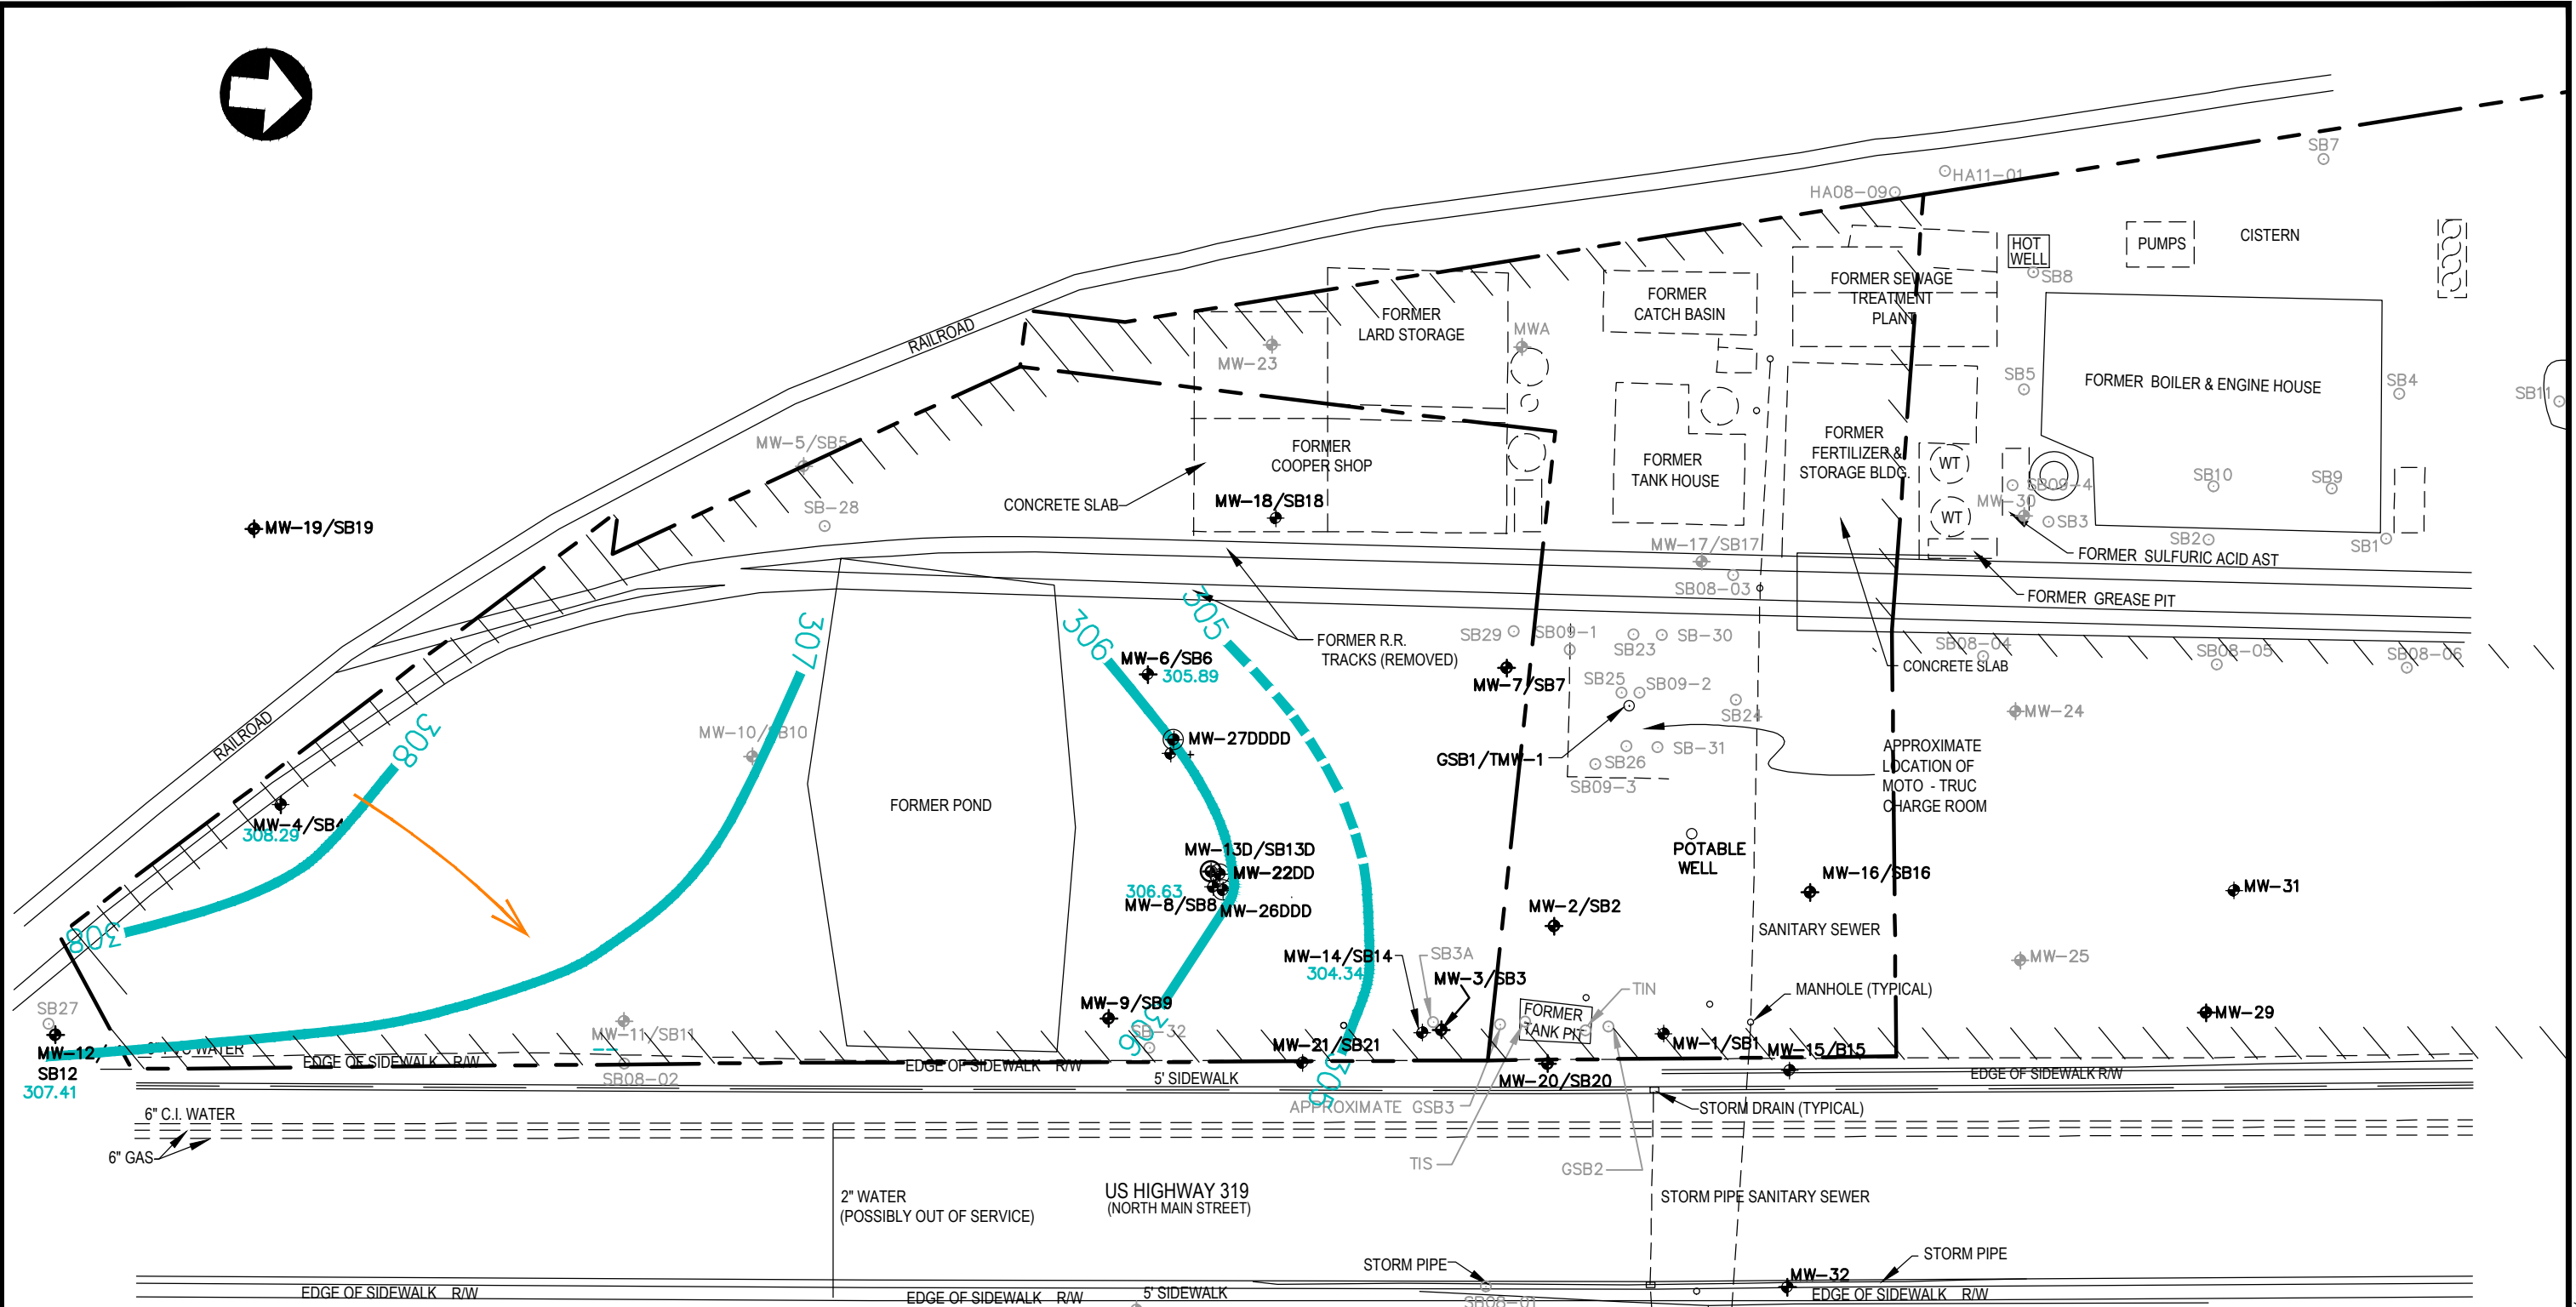 SB7
HA11-01
HA08-09
HOT
WELL
PUMPS
CISTERN
SB8
FORMER SEWAGE
TREATMENT
PLANT
FORMER
CATCH BASIN
FORMER
LARD STORAGE
RAILROAD
MWA
MW-23
SB5
FORMER BOILER & ENGINE HOUSE
SB4
SB11
MW-5/SB5
FORMER
COOPER SHOP
FORMER
TANK HOUSE
FORMER
FERTILIZER &
STORAGE BLDG.
WT
WT
SB09-4
MW-30
SB10
SB9
SB3
SB2
SB1
CONCRETE SLAB
MW-18/SB18
SB-28
MW-19/SB19
MW-17/SB17
SB08-03
FORMER SULFURIC ACID AST
FORMER GREASE PIT
305
306
307
308
FORMER R.R.
TRACKS (REMOVED)
SB29
SB09-1
SB23
SB-30
SB08-04
SB08-05
SB08-06
CONCRETE SLAB
MW-6/SB6
305.89
MW-7/SB7
SB25
SB09-2
SB24
MW-24
RAILROAD
MW-10/SB10
MW-27DDDD
GSB1/TMW-1
SB26
SB-31
SB09-3
APPROXIMATE
LOCATION OF
MOTO - TRUC
CHARGE ROOM
FORMER POND
MW-4/SB4
308.29
POTABLE
WELL
MW-13D/SB13D
MW-22DD
306.63
MW-8/SB8
MW-26DDD
MW-16/SB16
MW-31
MW-2/SB2
SANITARY SEWER
308
MW-14/SB14
304.34
SB3A
MW-3/SB3
MW-25
TIN
MANHOLE (TYPICAL)
SB27
MW-9/SB9
FORMER
TANK PIT
MW-29
MW-11/SB11
SB-32
306
MW-12/
SB12
307.41
WATER
EDGE OF SIDEWALK R/W
SB08-02
EDGE OF SIDEWALK R/W
MW-21/SB21
MW-1/SB1
MW-15/B15
EDGE OF SIDEWALK R/W
5' SIDEWALK
305
MW-20/SB20
APPROXIMATE GSB3
STORM DRAIN (TYPICAL)
6" C.I. WATER
6" GAS
TIS
GSB2
2" WATER
(POSSIBLY OUT OF SERVICE)
US HIGHWAY 319
(NORTH MAIN STREET)
STORM PIPE SANITARY SEWER
STORM PIPE
STORM PIPE
MW-32
EDGE OF SIDEWALK R/W
EDGE OF SIDEWALK R/W
5' SIDEWALK
EDGE OF SIDEWALK R/W
SB08-01